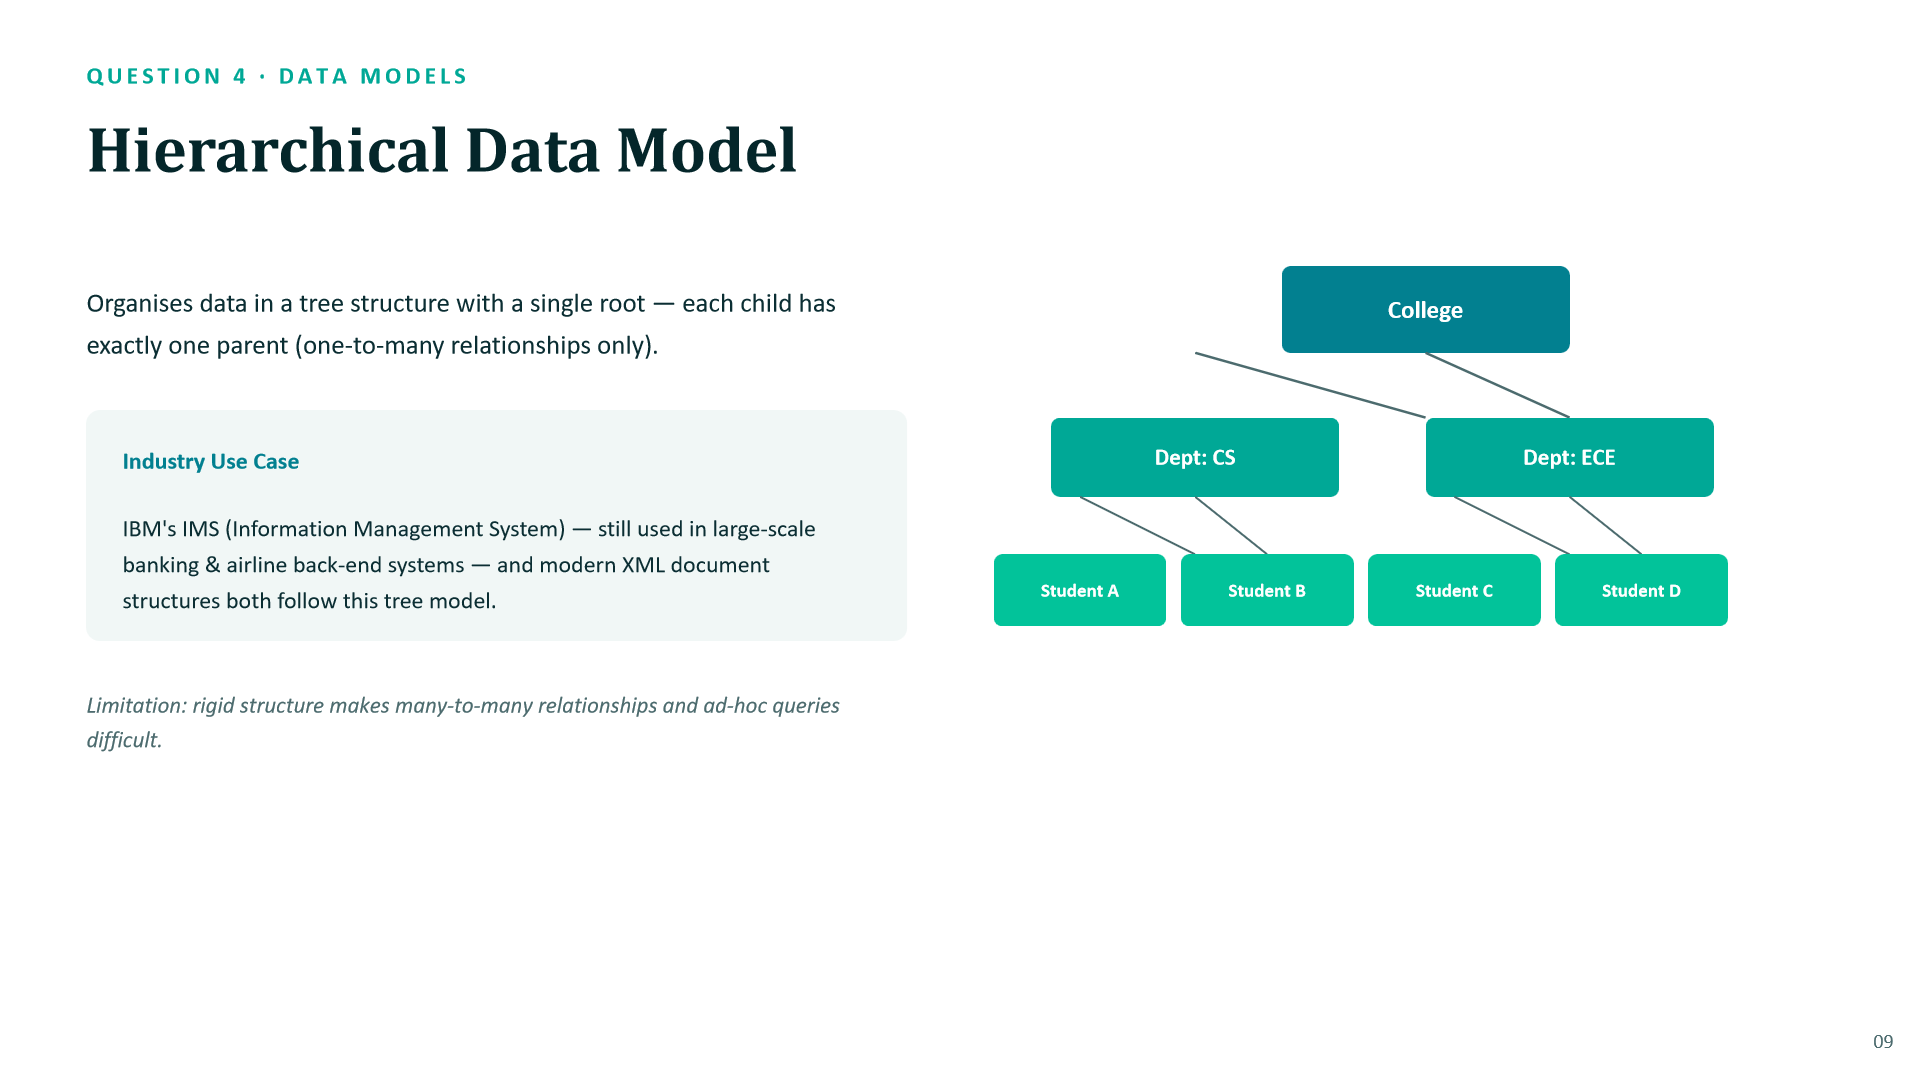 QUESTION 4 · DATA MODELS
Hierarchical Data Model
Organises data in a tree structure with a single root — each child has
exactly one parent (one-to-many relationships only).
Industry Use Case
IBM's IMS (Information Management System) — still used in large-scale
banking & airline back-end systems — and modern XML document
structures both follow this tree model.
Limitation: rigid structure makes many-to-many relationships and ad-hoc queries
difficult.
College
Dept: CS
Dept: ECE
Student A
Student B
Student C
Student D
09